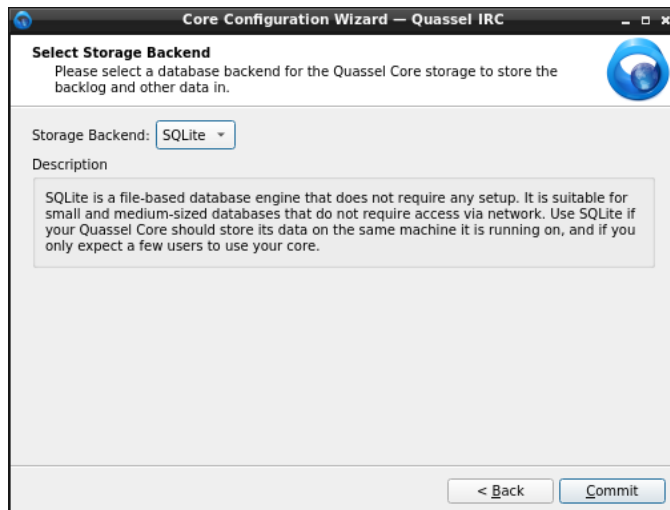 Core Configuration Wizard — Quassel IRC
Select Storage Backend
Please select a database backend for the Quassel Core storage to store the
backlog and other data in.
Storage Backend: SQLite
Description
SQLite is a file-based database engine that does not require any setup. It is suitable for
small and medium-sized databases that do not require access via network. Use SQLite if
your Quassel Core should store its data on the same machine it is running on, and if you
only expect a few users to use your core.
< Back
Commit